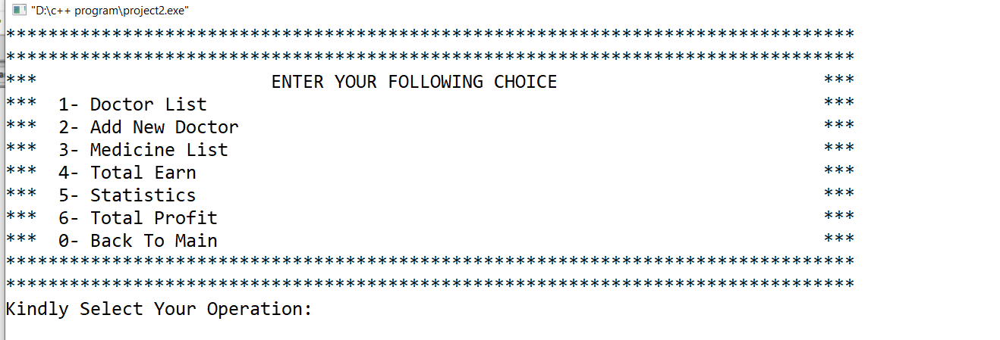 "D:\c++ program\project2.exe"
********************************************************************************
********************************************************************************
***                      ENTER YOUR FOLLOWING CHOICE                         ***
***  1- Doctor List                                                          ***
***  2- Add New Doctor                                                       ***
***  3- Medicine List                                                        ***
***  4- Total Earn                                                           ***
***  5- Statistics                                                           ***
***  6- Total Profit                                                         ***
***  0- Back To Main                                                         ***
********************************************************************************
********************************************************************************
Kindly Select Your Operation: